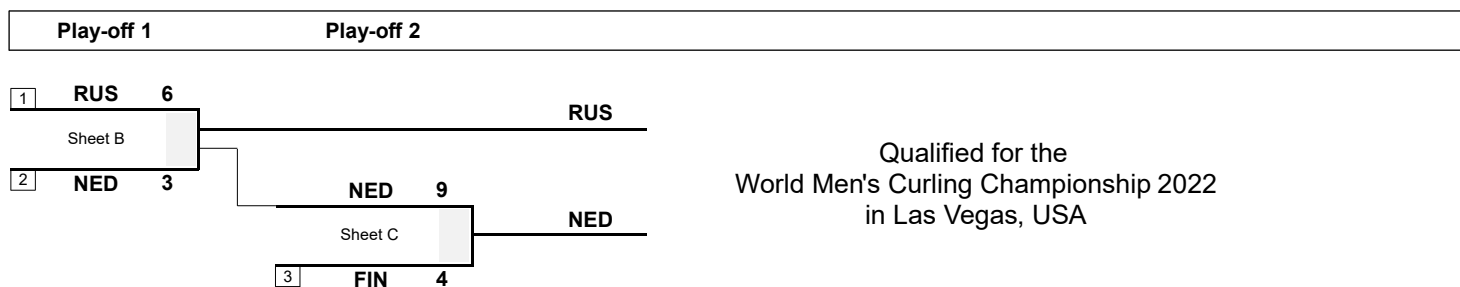 Play-off 1 Play-off 2
1 RUS 6
RUS
Sheet B
2 NED 3
Qualified for the
World Men's Curling Championship 2022
in Las Vegas, USA
NED 9
NED
Sheet C
3 FIN 4